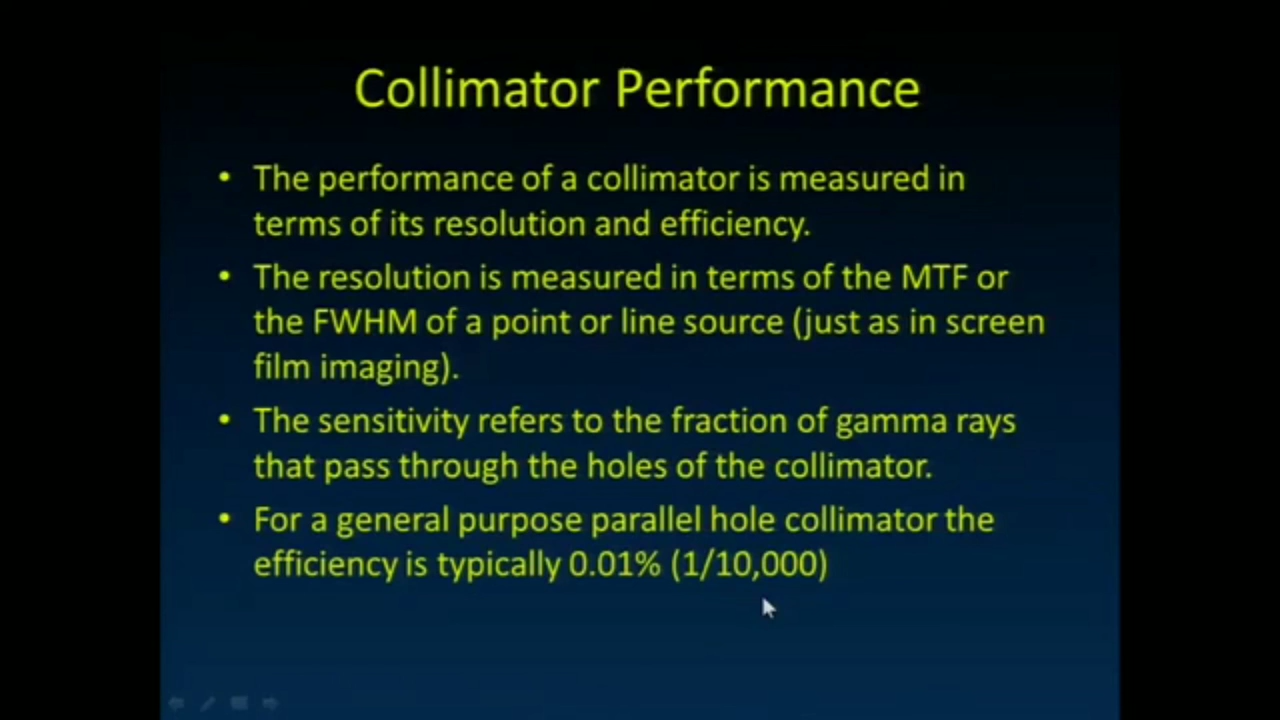 Collimator Performance
• The performance of a collimator is measured in
terms of its resolution and efficiency.
• The resolution is measured in terms of the MTF or
the FWHM of a point or line source (just as in screen
film imaging).
• The sensitivity refers to the fraction of gamma rays
that pass through the holes of the collimator.
• For a general purpose parallel hole collimator the
efficiency is typically 0.01% (1/10,000)